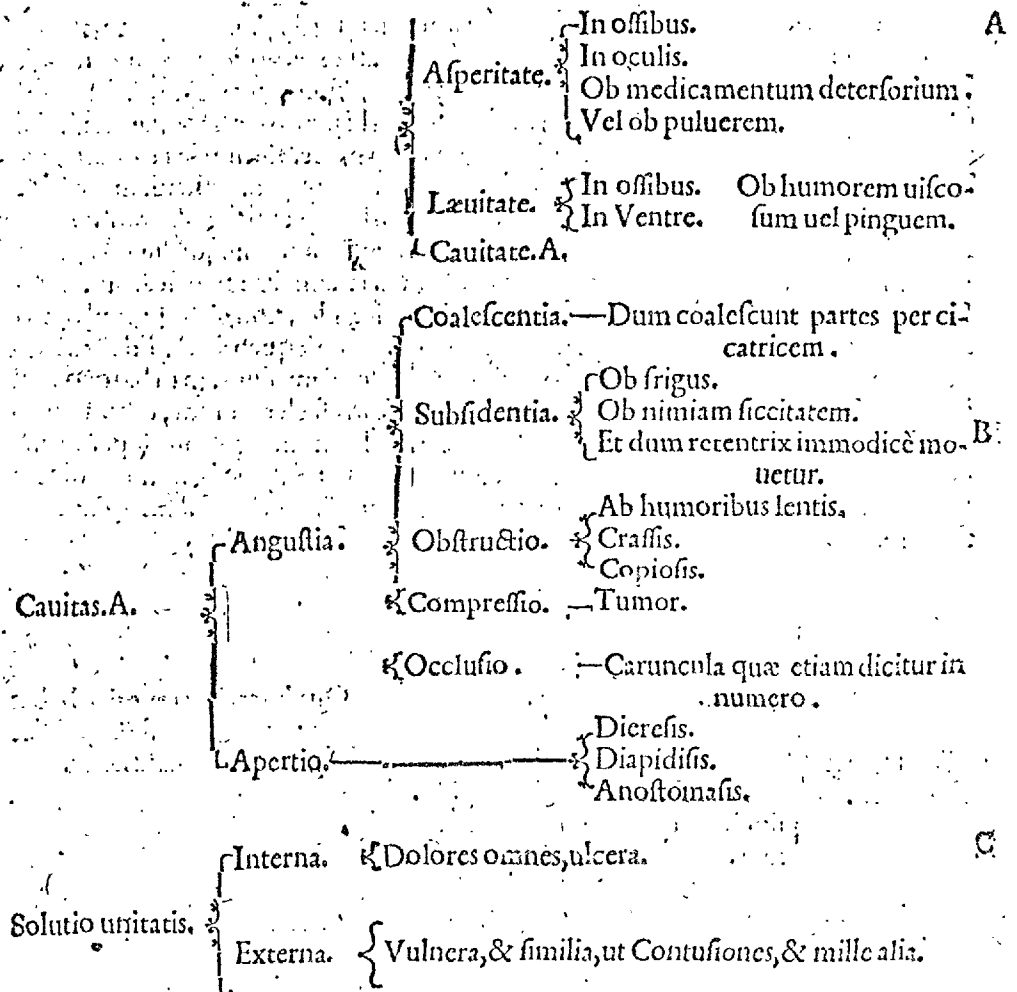 A
In ossibus.
In oculis.
Aſperitate.
Ob medicamentum deterſorium.
Vel ob puluerem.
Læuitate.
In oſſibus. Ob humorem uiſco-
In Ventre. ſum uel pinguem.
Cauitate.A.
Coaleſcentia.—Dum coaleſcunt partes per ci-
catricem.
Ob frigus.
Subſidentia. Ob nimiam ſiccitatem.
B
Et dum retentrix immodicè mo-
uetur.
Ab humoribus lentis.
Anguſtia. Obſtructio. Craſſis.
Copioſis.
Cauitas.A. Compreſſio.—Tumor.
Occluſio.—Caruncula quæ etiam dicitur in
numero.
Diereſis.
Apertio. Diapidiſis.
Anoſtomaſis.
C
Interna. Dolores omnes,ulcera.
Solutio unitatis.
Externa. Vulnera,& ſimilia,ut Contuſiones,& mille alia.